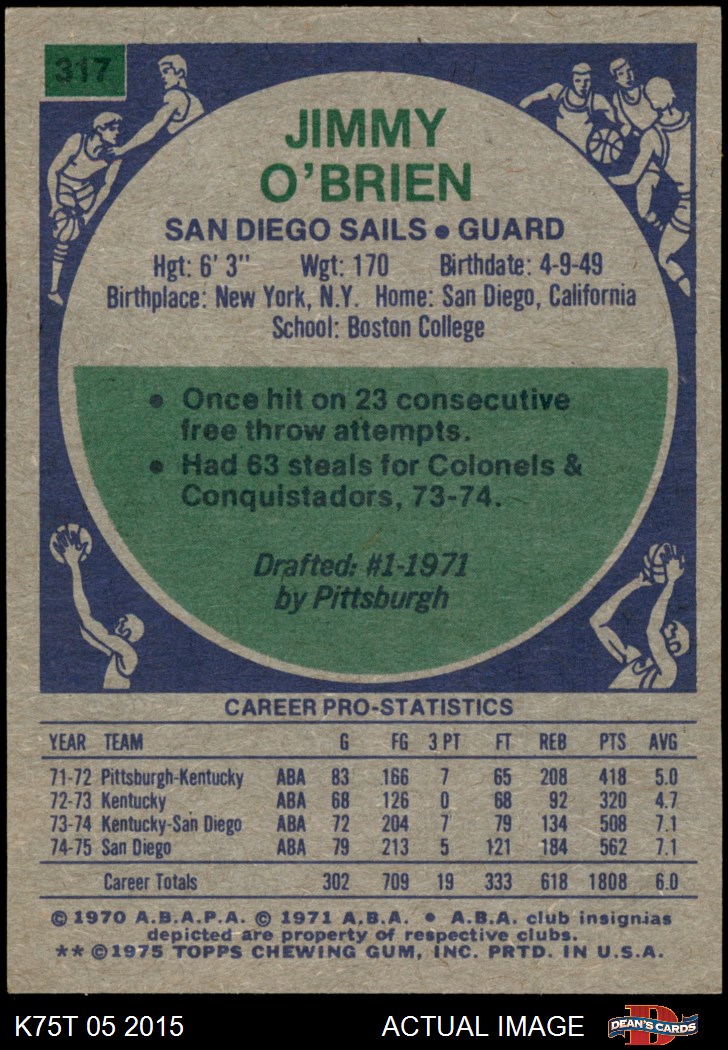 317
JIMMY
O'BRIEN
SAN DIEGO SAILS • GUARD
Hgt: 6' 3" Wgt: 170 Birthdate: 4-9-49
Birthplace: New York, N.Y. Home: San Diego, California
School: Boston College
• Once hit on 23 consecutive
free throw attempts.
• Had 63 steals for Colonels &
Conquistadors, 73-74.
Drafted: #1-1971
by Pittsburgh
CAREER PRO-STATISTICS
YEAR TEAM G FG 3 PT FT REB PTS AVG
71-72 Pittsburgh-Kentucky ABA 83 166 7 65 208 418 5.0
72-73 Kentucky ABA 68 126 0 68 92 320 4.7
73-74 Kentucky-San Diego ABA 72 204 7 79 134 508 7.1
74-75 San Diego ABA 79 213 5 121 184 562 7.1
Career Totals 302 709 19 333 618 1808 6.0
© 1970 A.B.A.P.A. © 1971 A.B.A. • A.B.A. club insignias
depicted are property of respective clubs.
** © 1975 TOPPS CHEWING GUM, INC. PRTD. IN U.S.A.
K75T 05 2015 ACTUAL IMAGE D DEAN'S CARDS